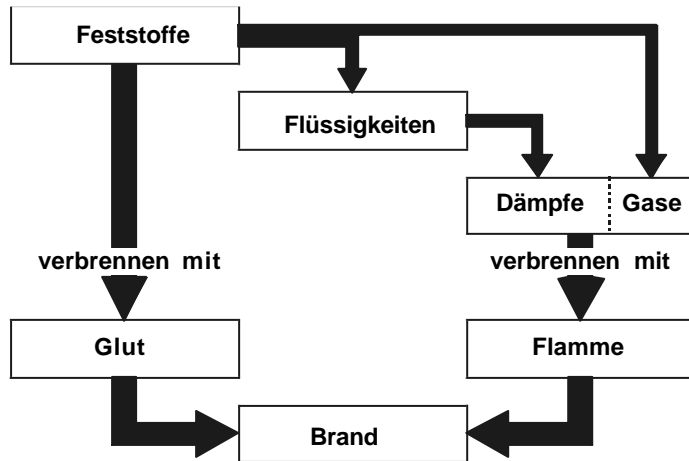 Feststoffe
Flüssigkeiten
Dämpfe Gase
verbrennen mit verbrennen mit
Glut Flamme
Brand